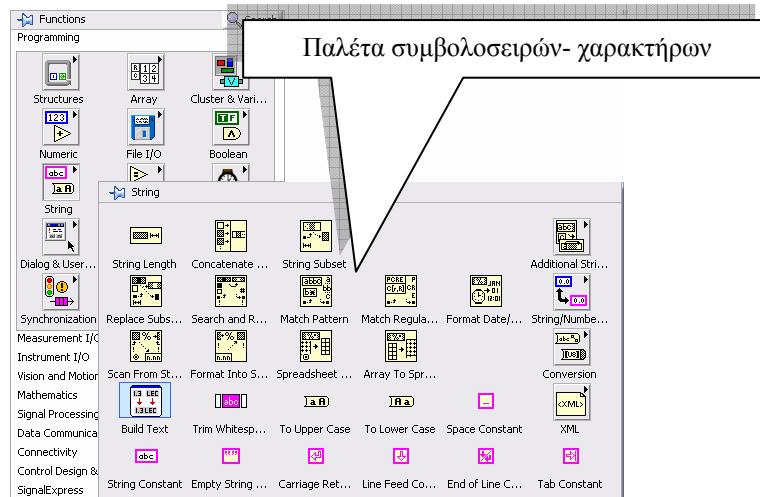 Functions
Search
Παλέτα συμβολοσειρών- χαρακτήρων
Programming
Structures
Array
Cluster & Vari...
Numeric
File I/O
Boolean
String
Dialog & User...
Synchronization
Measurement I/O
Instrument I/O
Vision and Motion
Mathematics
Signal Processing
Data Communica
Connectivity
Control Design &
SignalExpress
String
String Length
Concatenate ...
String Subset
Additional Stri...
Replace Subs...
Search and R...
Match Pattern
Match Regula...
Format Date/...
String/Numbe...
Scan From St...
Format Into S...
Spreadsheet ...
Array To Spr...
Conversion
Build Text
Trim Whitesp...
To Upper Case
To Lower Case
Space Constant
XML
String Constant
Empty String ...
Carriage Ret...
Line Feed Co...
End of Line C...
Tab Constant